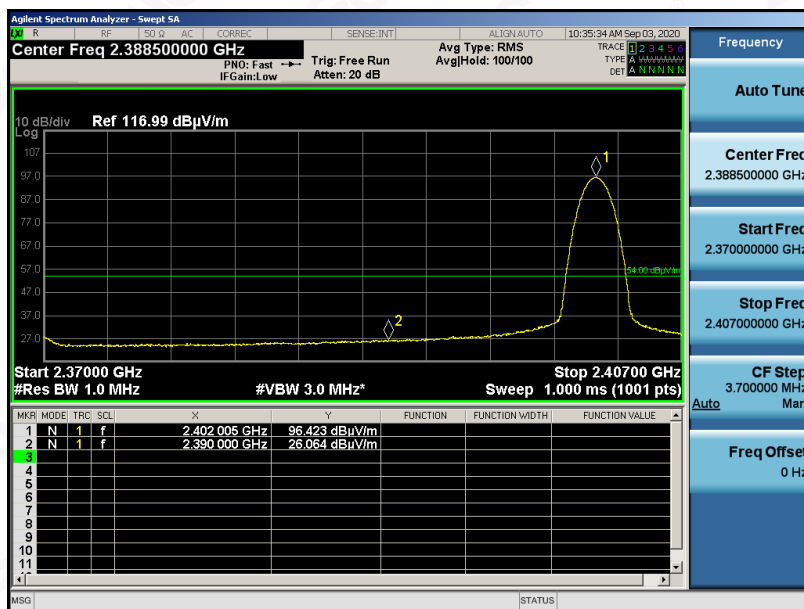 Agilent Spectrum Analyzer - Swept SA
LXI R RF 50 Ω AC CORREC SENSE:INT ALIGN AUTO 10:35:34 AM Sep 03, 2020
Center Freq 2.388500000 GHz
PNO: Fast
IFGain:Low
Trig: Free Run
Atten: 20 dB
Avg Type: RMS
Avg|Hold: 100/100
TRACE 1 2 3 4 5 6
TYPE A WWWWW
DET A N N N N N
10 dB/div Ref 116.99 dBµV/m
Log
107
97.0
87.0
77.0
67.0
57.0
47.0
37.0
27.0
1
54.00 dBµV/m
2
Start 2.37000 GHz Stop 2.40700 GHz
#Res BW 1.0 MHz #VBW 3.0 MHz* Sweep 1.000 ms (1001 pts)
MKR MODE TRC SCL X Y FUNCTION FUNCTION WIDTH FUNCTION VALUE
1 N 1 f 2.402 005 GHz 96.423 dBµV/m
2 N 1 f 2.390 000 GHz 26.064 dBµV/m
3
4
5
6
7
8
9
10
11
MSG STATUS
Frequency
Auto Tune
Center Freq
2.388500000 GHz
Start Freq
2.370000000 GHz
Stop Freq
2.407000000 GHz
CF Step
3.700000 MHz
Auto Man
Freq Offset
0 Hz